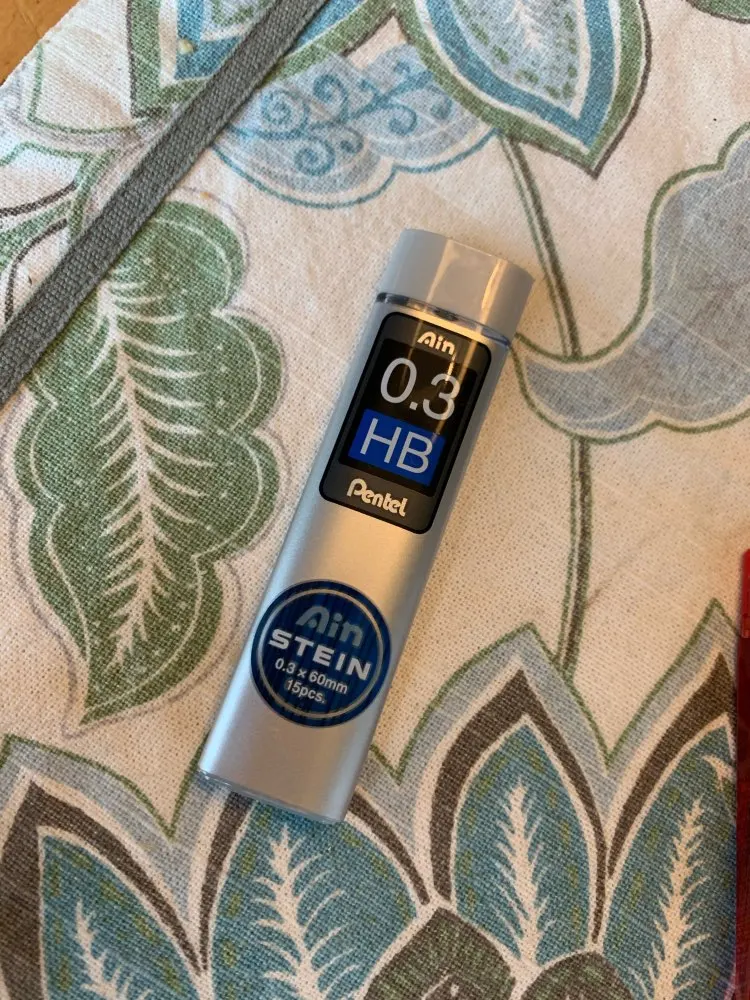 Ain
0.3
HB
Pentel
Ain
STEIN
0.3 x 60mm
15pcs.